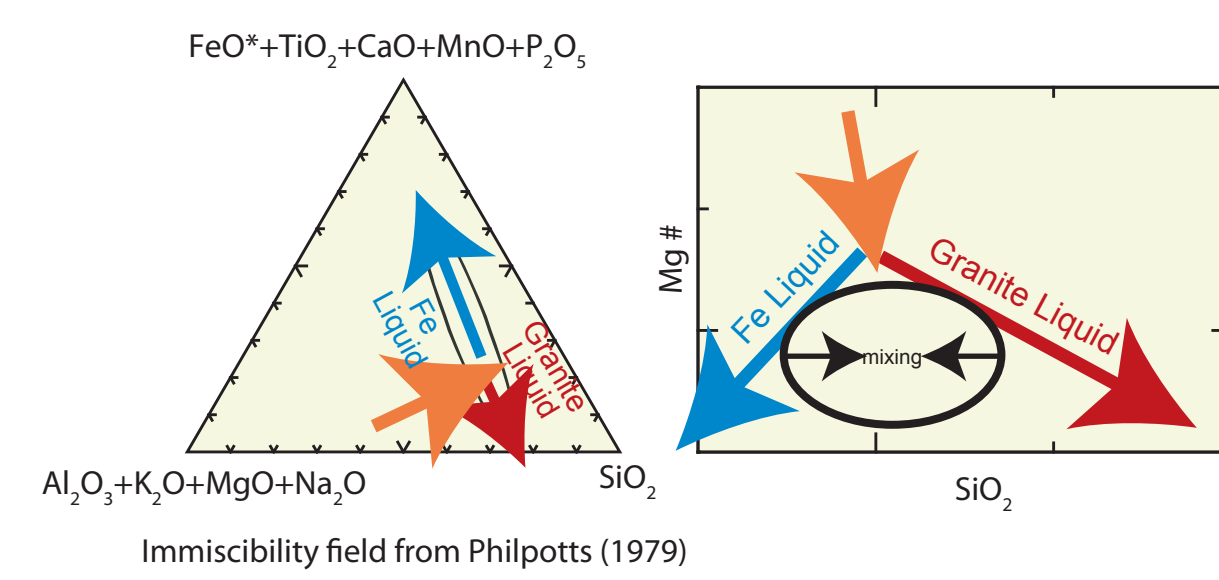 FeO*+TiO₂+CaO+MnO+P₂O₅
Fe
Liquid
Granite
Liquid
Al₂O₃+K₂O+MgO+Na₂O
SiO₂
Mg #
Fe Liquid
Granite Liquid
mixing
SiO₂
Immiscibility field from Philpotts (1979)